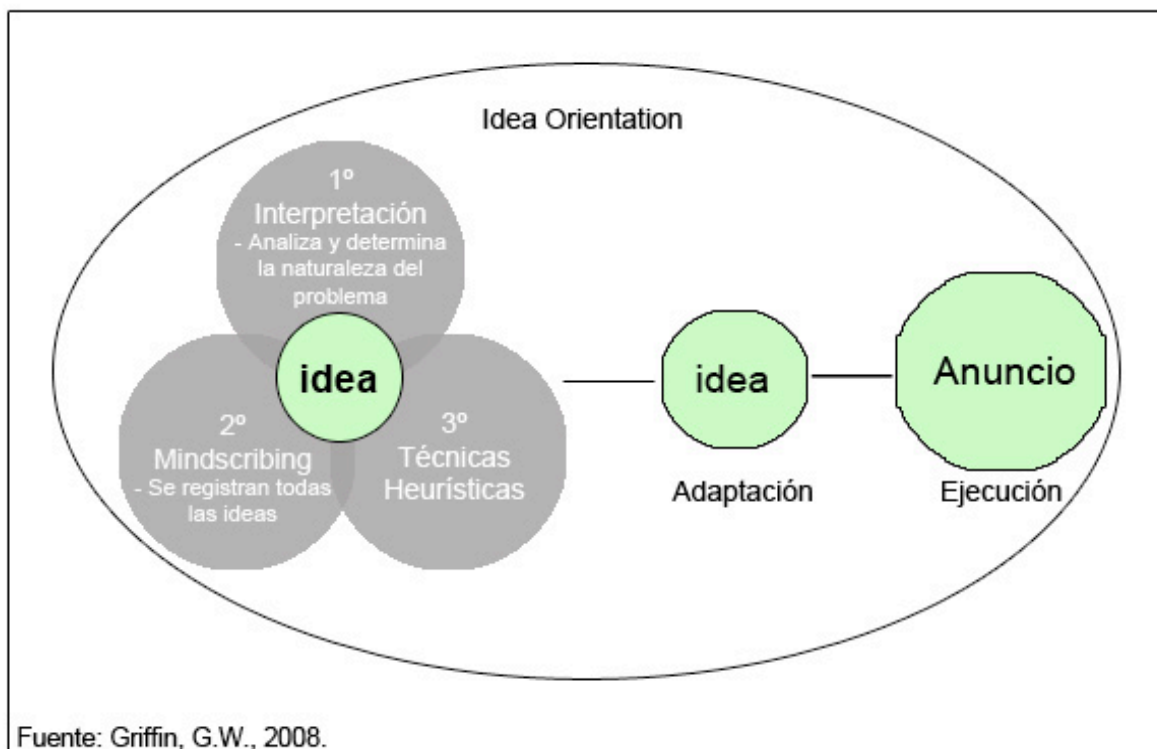 Idea Orientation
1º
Interpretación
- Analiza y determina
la naturaleza del
problema
idea
2º
Mindscribing
- Se registran todas
las ideas
3º
Técnicas
Heurísticas
idea
Adaptación
Anuncio
Ejecución
Fuente: Griffin, G.W., 2008.